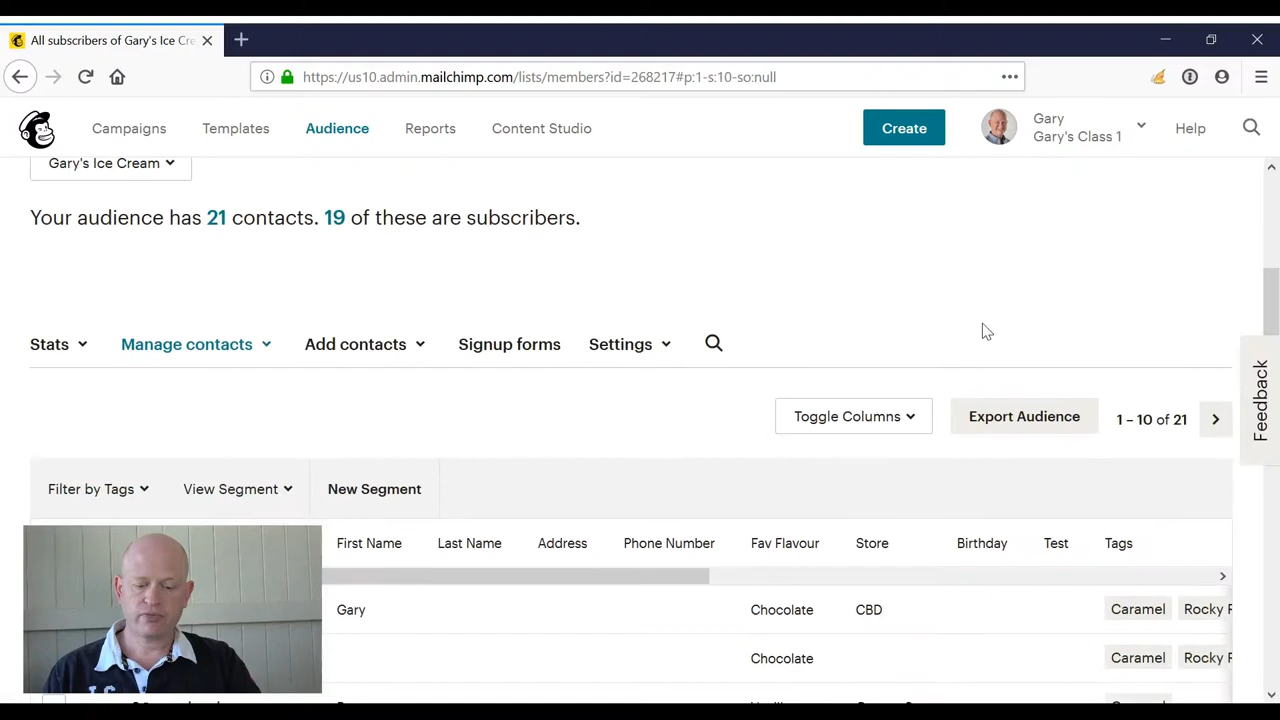 All subscribers of Gary's Ice Cre
https://us10.admin.mailchimp.com/lists/members?id=268217#p:1-s:10-so:null
Campaigns Templates Audience Reports Content Studio Create Gary Help
Gary's Class 1
Gary's Ice Cream
Your audience has 21 contacts. 19 of these are subscribers.
Stats Manage contacts Add contacts Signup forms Settings
Feedback
Toggle Columns Export Audience 1 – 10 of 21
Filter by Tags View Segment New Segment
First Name Last Name Address Phone Number Fav Flavour Store Birthday Test Tags
Gary Chocolate CBD Caramel Rocky R
Chocolate Caramel Rocky R